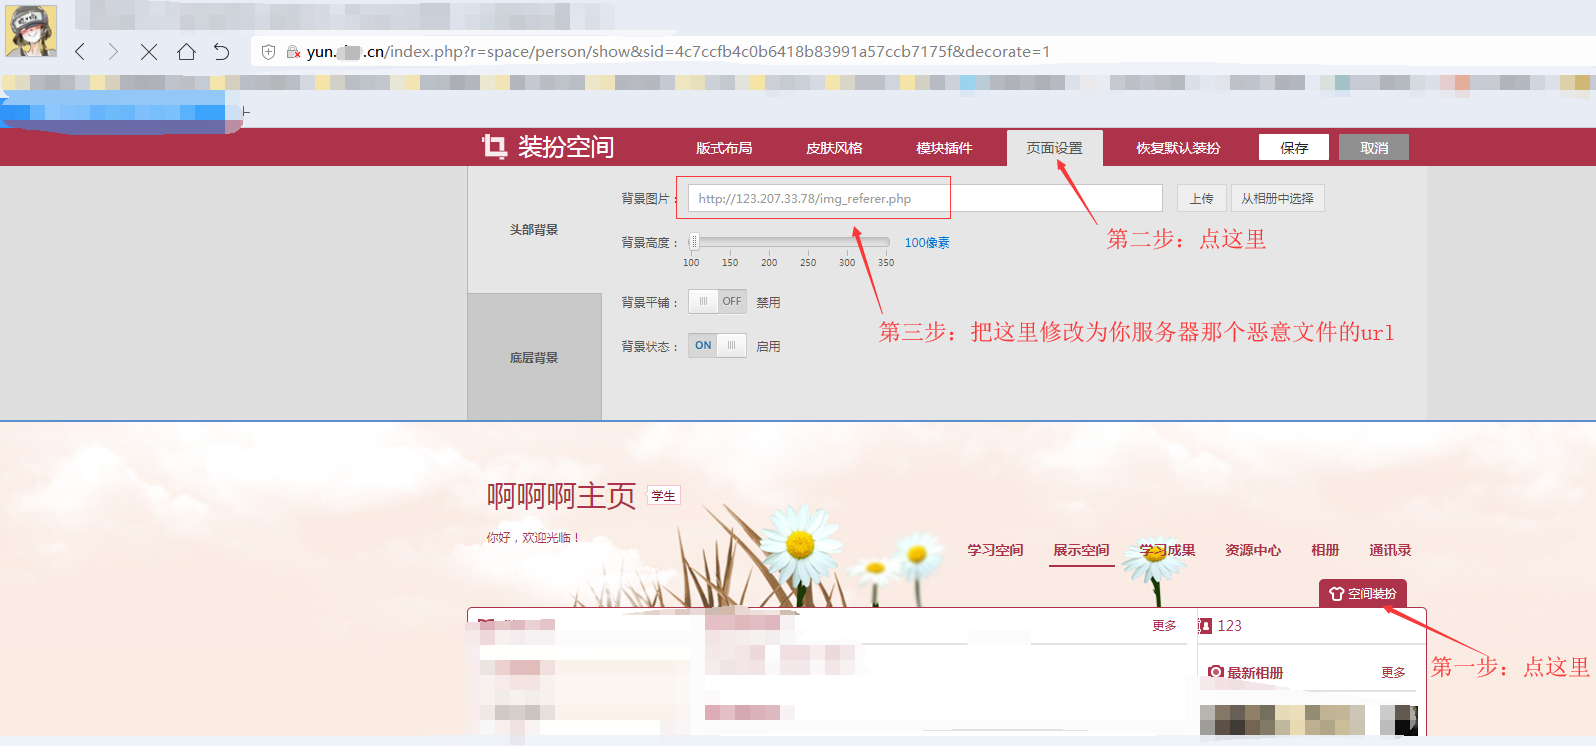 yun. .cn/index.php?r=space/person/show&sid=4c7ccfb4c0b6418b83991a57ccb7175f&decorate=1
装扮空间 版式布局 皮肤风格 模块插件 页面设置 恢复默认装扮 保存 取消
背景图片： http://123.207.33.78/img_referer.php 上传 从相册中选择
头部背景
第二步：点这里
背景高度： 100像素
100 150 200 250 300 350
背景平铺： OFF 禁用
第三步：把这里修改为你服务器那个恶意文件的url
背景状态： ON 启用
底层背景
啊啊啊主页 学生
你好，欢迎光临！
学习空间 展示空间 学习成果 资源中心 相册 通讯录
空间装扮
更多 123
第一步：点这里
最新相册 更多